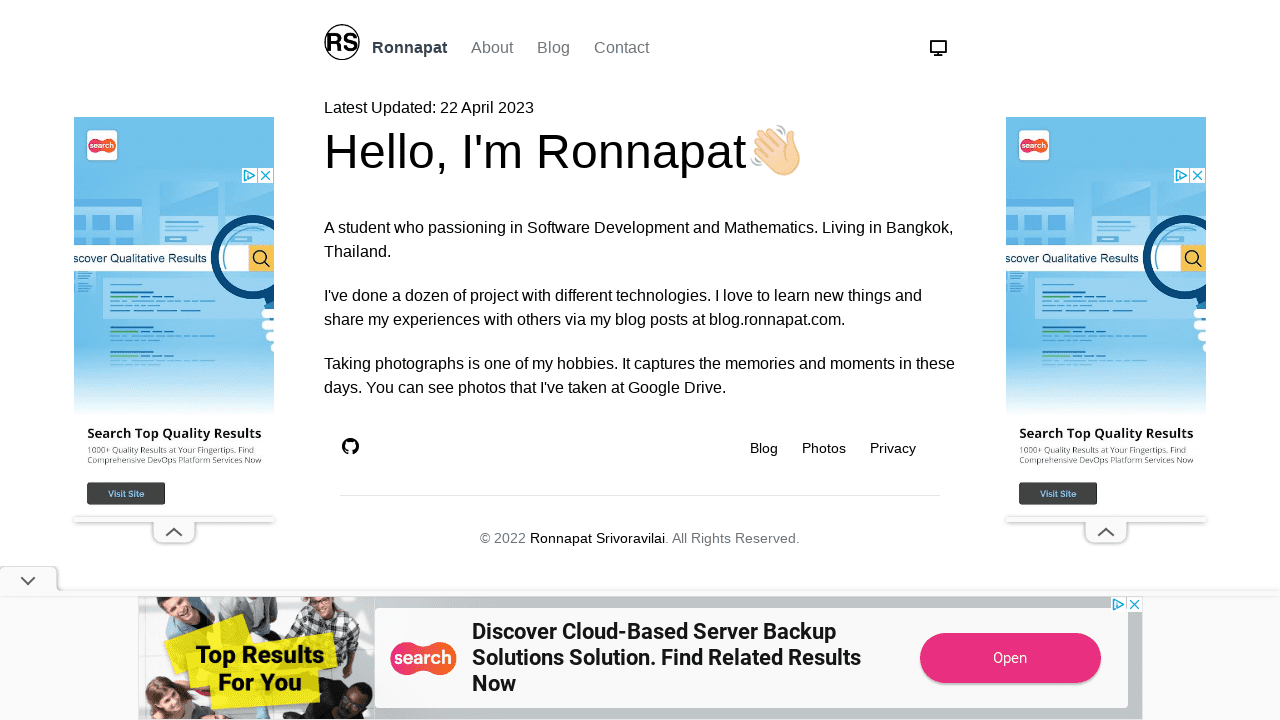 RS
Ronnapat About Blog Contact
Latest Updated: 22 April 2023
Hello, I'm Ronnapat👋🏼
A student who passioning in Software Development and Mathematics. Living in Bangkok,
Thailand.
I've done a dozen of project with different technologies. I love to learn new things and
share my experiences with others via my blog posts at blog.ronnapat.com.
Taking photographs is one of my hobbies. It captures the memories and moments in these
days. You can see photos that I've taken at Google Drive.
Blog Photos Privacy
© 2022 Ronnapat Srivoravilai. All Rights Reserved.
search
scover Qualitative Results
Search Top Quality Results
1000+ Quality Results at Your Fingertips. Find
Comprehensive DevOps Platform Services Now
Visit Site
search
scover Qualitative Results
Search Top Quality Results
1000+ Quality Results at Your Fingertips. Find
Comprehensive DevOps Platform Services Now
Visit Site
Top Results
For You
search
Discover Cloud-Based Server Backup
Solutions Solution. Find Related Results
Now
Open